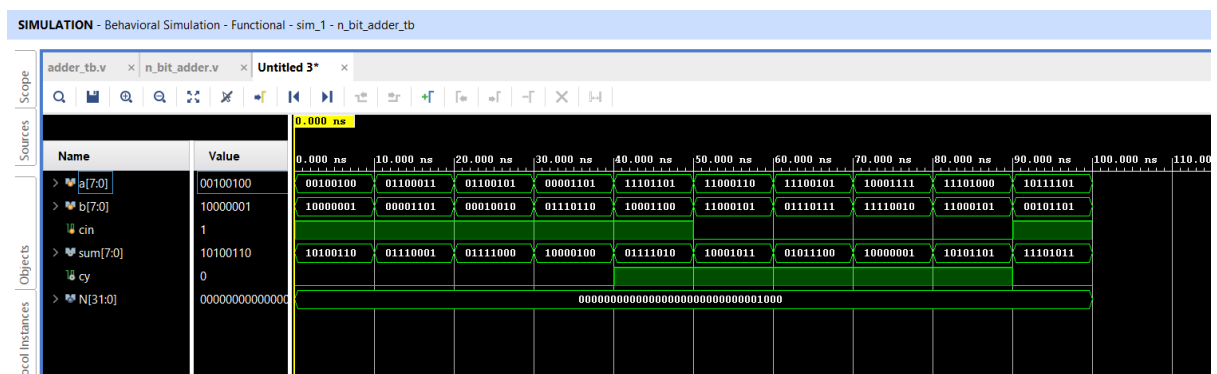 SIMULATION - Behavioral Simulation - Functional - sim_1 - n_bit_adder_tb
Scope
Sources
Objects
ocol Instances
adder_tb.v × n_bit_adder.v × Untitled 3* ×
0.000 ns
Name Value 0.000 ns 10.000 ns 20.000 ns 30.000 ns 40.000 ns 50.000 ns 60.000 ns 70.000 ns 80.000 ns 90.000 ns 100.000 ns 110.00
a[7:0] 00100100 00100100 01100011 01100101 00001101 11101101 11000110 11100101 10001111 11101000 10111101
b[7:0] 10000001 10000001 00001101 00010010 01110110 10001100 11000101 01110111 11110010 11000101 00101101
cin 1
sum[7:0] 10100110 10100110 01110001 01111000 10000100 01111010 10001011 01011100 10000001 10101101 11101011
cy 0
N[31:0] 00000000000000 00000000000000000000000000001000